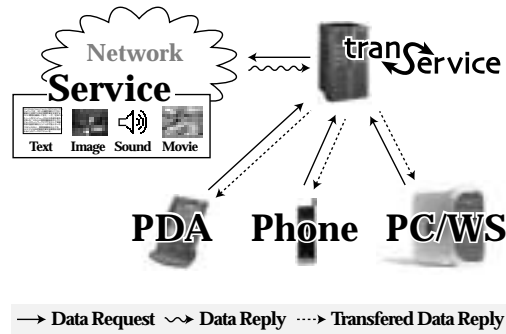 Network
Service
Text Image Sound Movie
tranService
PDA Phone PC/WS
Data Request Data Reply Transfered Data Reply